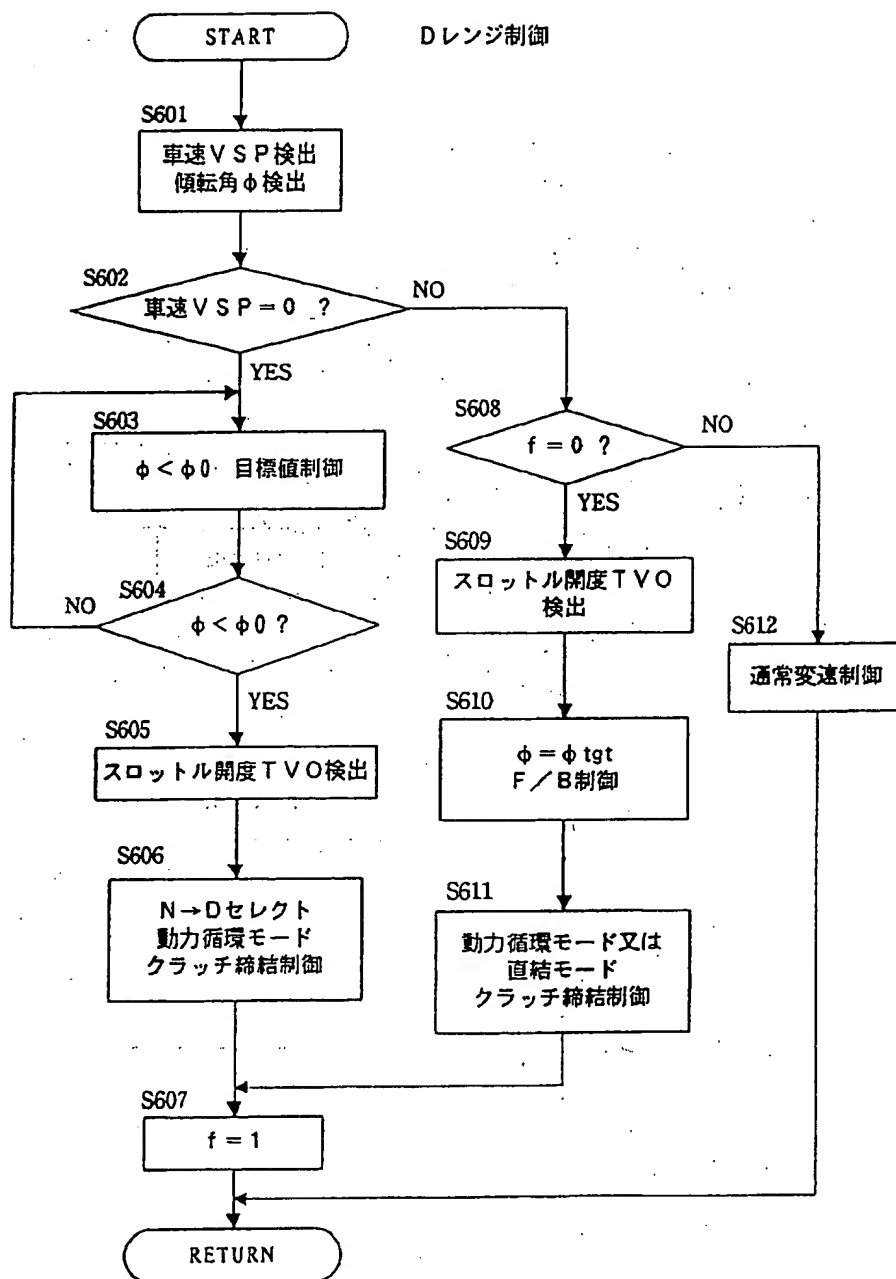 START
Dレンジ制御
S601
車速VSP検出
傾転角φ検出
S602
車速VSP=0 ?
NO
YES
S603
φ<φ0 目標値制御
S604
NO
φ<φ0?
YES
S605
スロットル開度TVO検出
S606
N→Dセレクト
動力循環モード
クラッチ締結制御
S607
f=1
RETURN
S608
f=0?
NO
YES
S609
スロットル開度TVO
検出
S610
φ=φtgt
F/B制御
S611
動力循環モード又は
直結モード
クラッチ締結制御
S612
通常変速制御